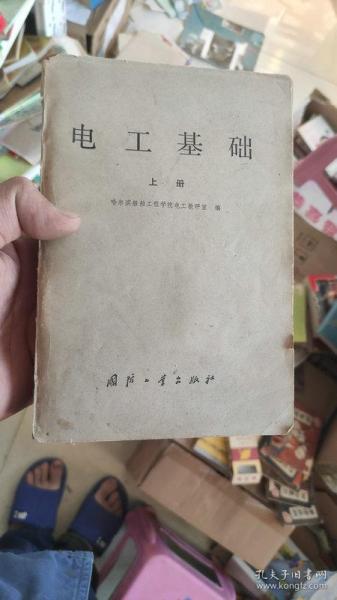 电工基础
上册
哈尔滨船舶工程学院电工教研室 编
国防工业出版社
孔夫子旧书网